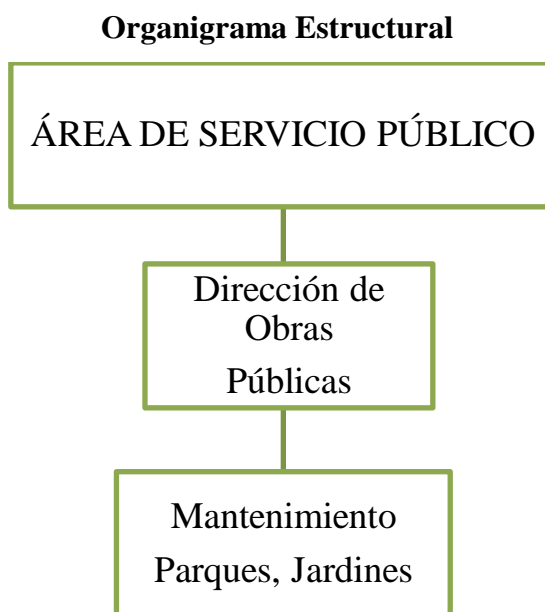 Organigrama Estructural
ÁREA DE SERVICIO PÚBLICO
Dirección de
Obras
Públicas
Mantenimiento
Parques, Jardines